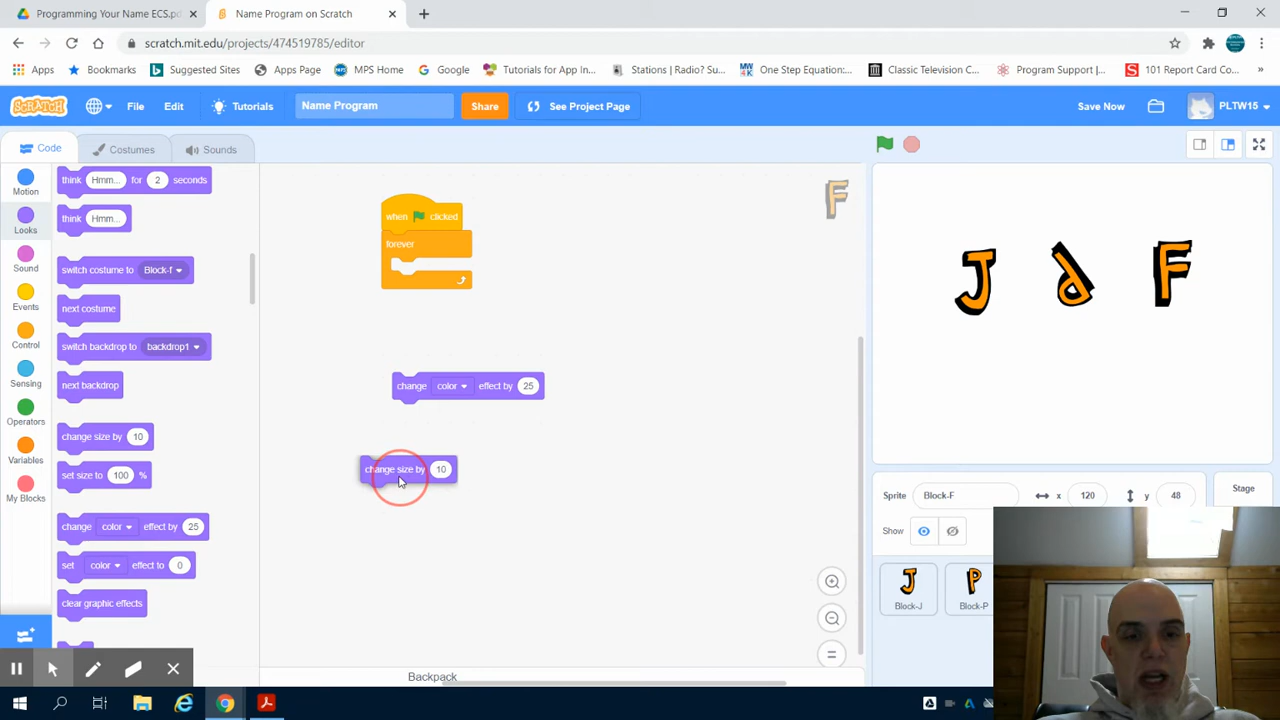 Programming Your Name ECS.pd
Name Program on Scratch
scratch.mit.edu/projects/474519785/editor
Apps
Bookmarks
Suggested Sites
Apps Page
MPS Home
Google
Tutorials for App In...
Stations | Radio? Su...
One Step Equation:...
Classic Television C...
Program Support |...
101 Report Card Co...
SCRATCH
File
Edit
Tutorials
Name Program
Share
See Project Page
Save Now
PLTW15
Code
Costumes
Sounds
Motion
Looks
Sound
Events
Control
Sensing
Operators
Variables
My Blocks
think Hmm... for 2 seconds
think Hmm...
switch costume to Block-f
next costume
switch backdrop to backdrop1
next backdrop
change size by 10
set size to 100 %
change color effect by 25
set color effect to 0
clear graphic effects
when clicked
forever
change color effect by 25
change size by 10
F
J P F
Sprite Block-F x 120 y 48
Show
Stage
J
Block-J
P
Block-P
Backpack